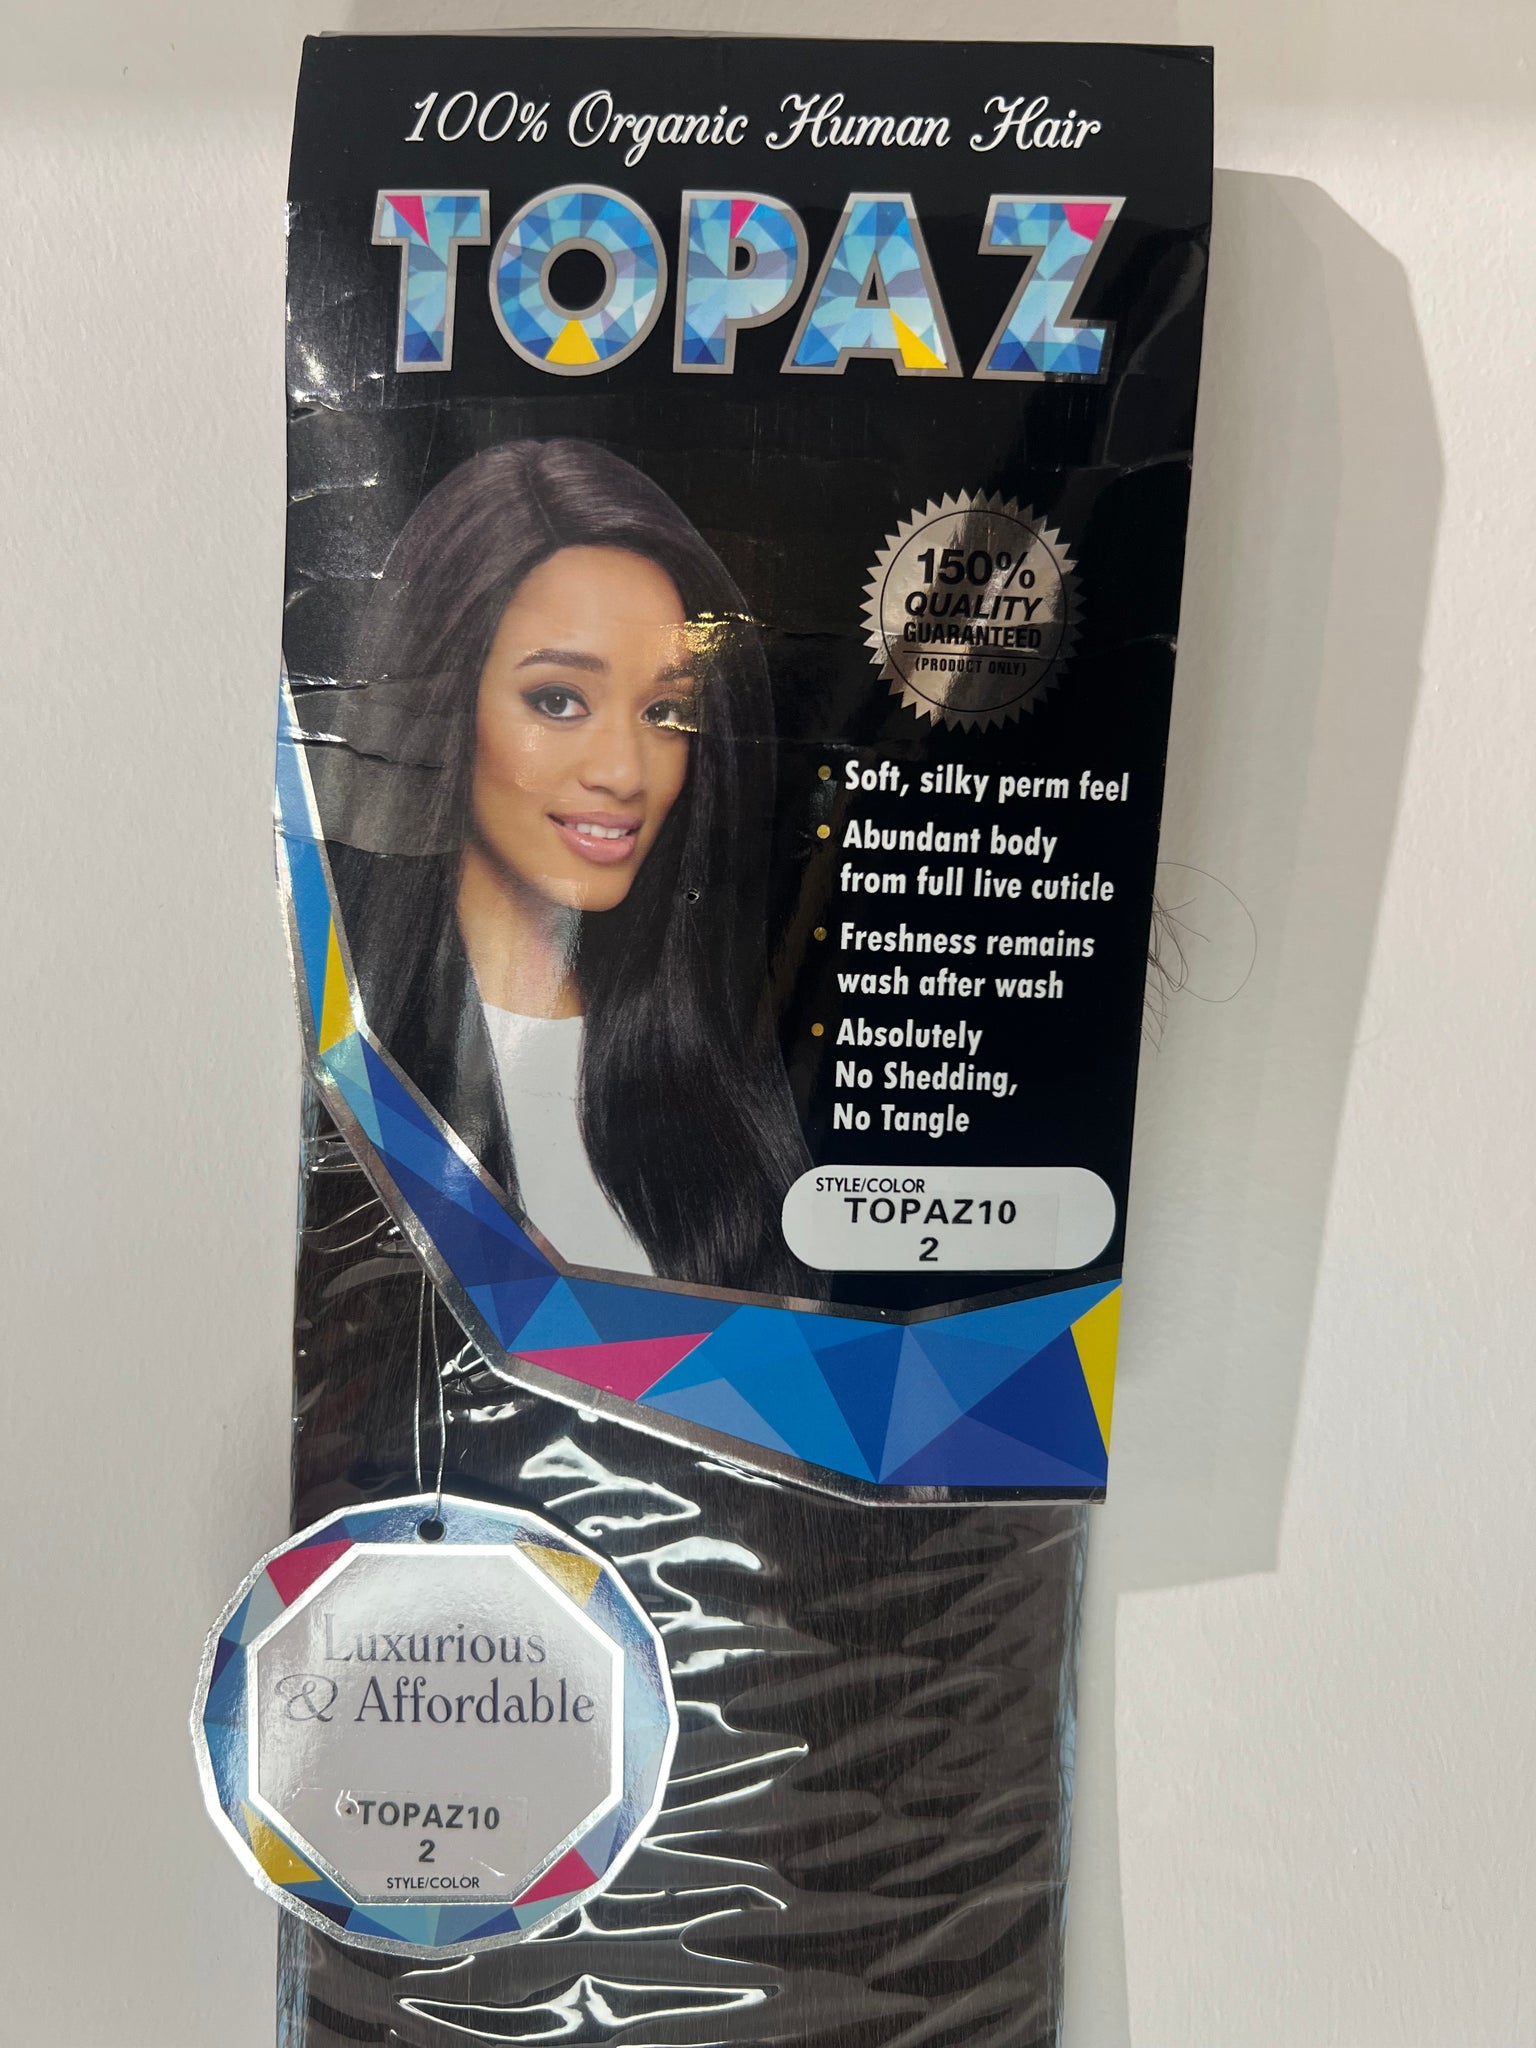 100% Organic Human Hair
TOPAZ
150%
QUALITY
GUARANTEED
(PRODUCT ONLY)
Soft, silky perm feel
Abundant body
from full live cuticle
Freshness remains
wash after wash
Absolutely
No Shedding,
No Tangle
STYLE/COLOR
TOPAZ10
2
Luxurious
& Affordable
TOPAZ10
2
STYLE/COLOR